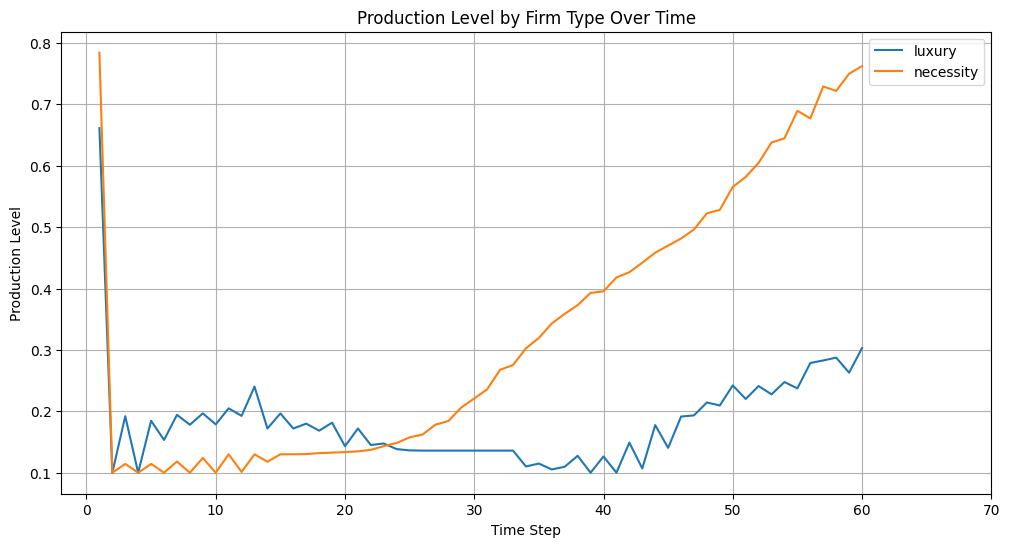 Production Level by Firm Type Over Time
luxury
necessity
Production Level
0.8
0.7
0.6
0.5
0.4
0.3
0.2
0.1
0 10 20 30 40 50 60 70
Time Step